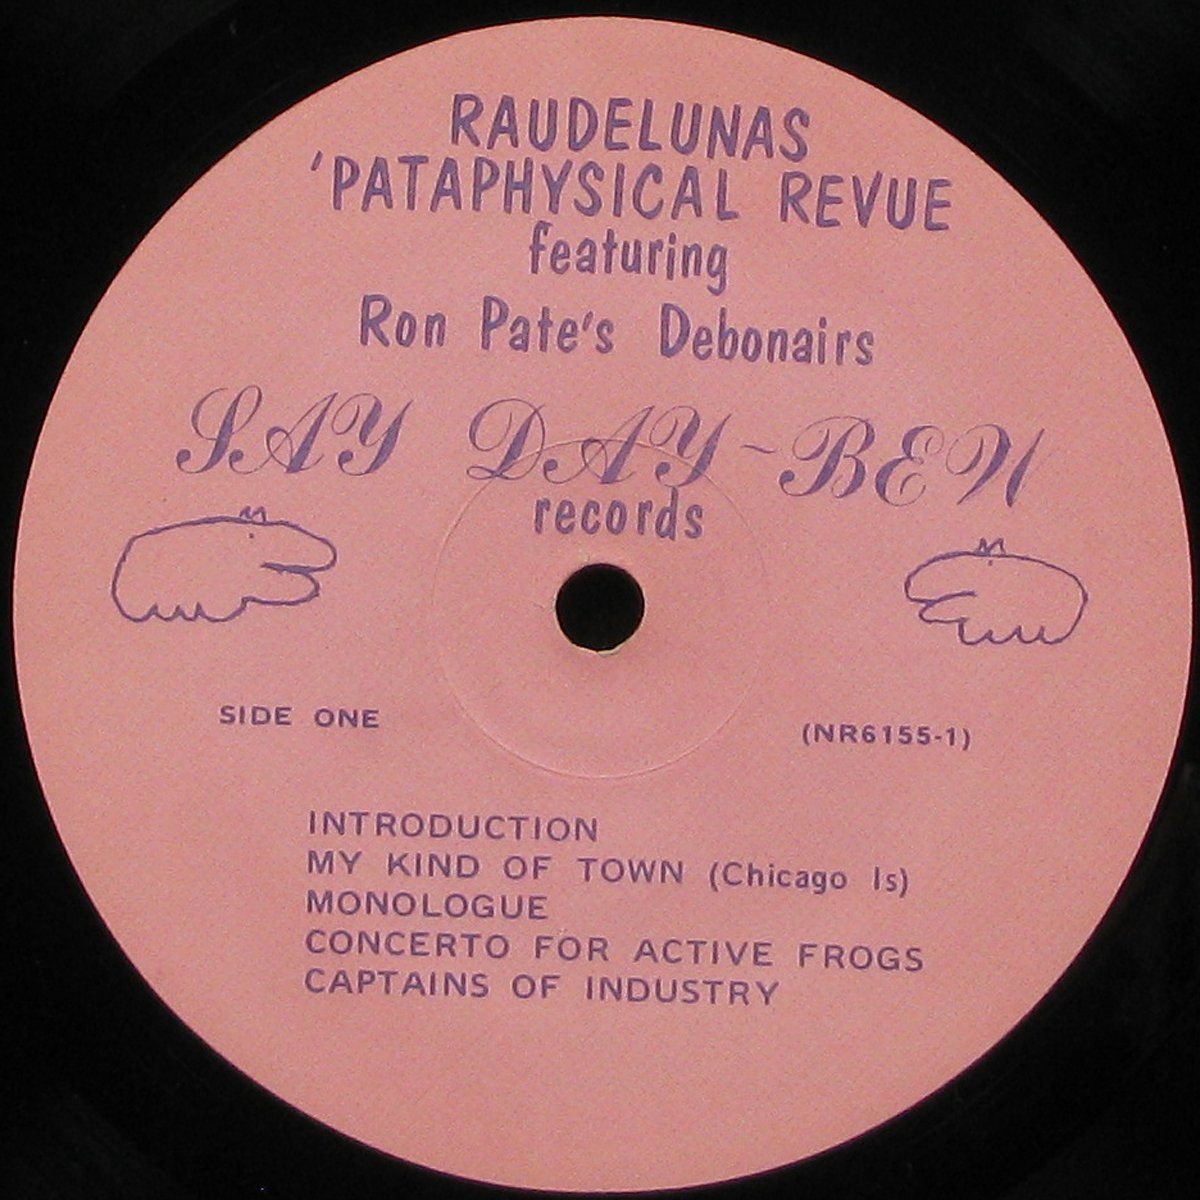 RAUDELUNAS
'PATAPHYSICAL REVUE
featuring
Ron Pate's Debonairs
SAY DAY-BEW
records
SIDE ONE
(NR6155-1)
INTRODUCTION
MY KIND OF TOWN (Chicago Is)
MONOLOGUE
CONCERTO FOR ACTIVE FROGS
CAPTAINS OF INDUSTRY